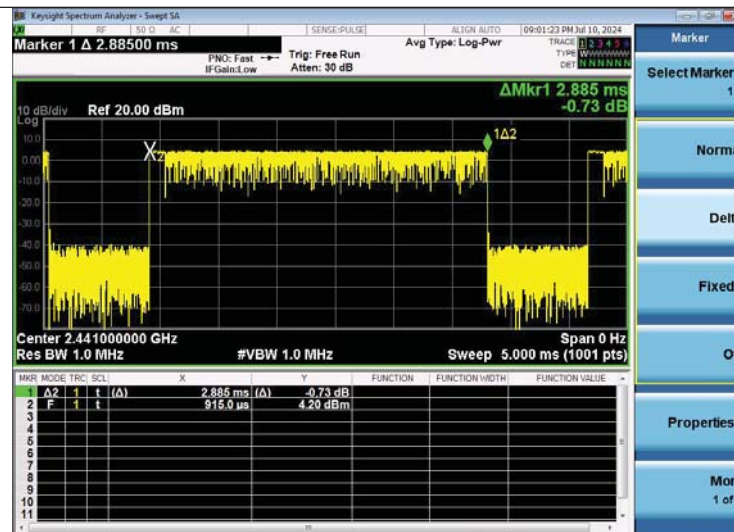 Keysight Spectrum Analyzer - Swept SA
RF 50 Ω AC SENSE:PULSE ALIGN AUTO 09:01:23 PM Jul 10, 2024
Marker 1 Δ 2.88500 ms
PNO: Fast
IFGain:Low
Trig: Free Run
Atten: 30 dB
Avg Type: Log-Pwr
TRACE 1 2 3 4 5 6
TYPE W
DET N N N N N N
ΔMkr1 2.885 ms
-0.73 dB
10 dB/div Ref 20.00 dBm
Log
10.0
0.00
-10.0
-20.0
-30.0
-40.0
-50.0
-60.0
-70.0
X2
1Δ2
Center 2.441000000 GHz Span 0 Hz
Res BW 1.0 MHz #VBW 1.0 MHz Sweep 5.000 ms (1001 pts)
MKR MODE TRC SCL X Y FUNCTION FUNCTION WIDTH FUNCTION VALUE
1 Δ2 1 t (Δ) 2.885 ms (Δ) -0.73 dB
2 F 1 t 915.0 µs 4.20 dBm
3
4
5
6
7
8
9
10
11
Marker
Select Marker
1
Norma
Delt
Fixed
O
Properties
Mor
1 of